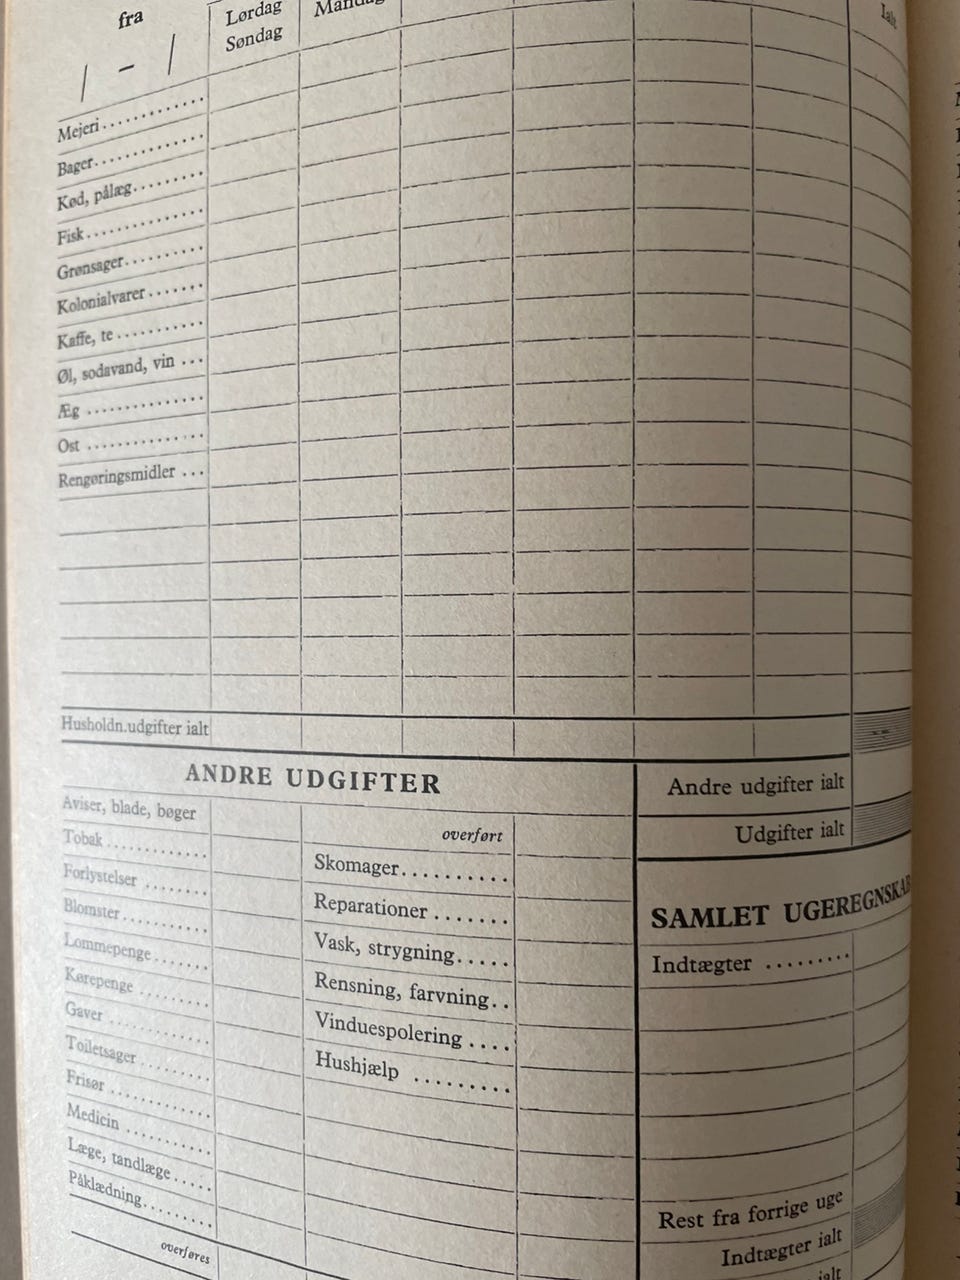 fra
Lørdag
Søndag
Mandag
Ialt
/ – /
Mejeri
Bager
Kød, pålæg
Fisk
Grønsager
Kolonialvarer
Kaffe, te
Øl, sodavand, vin
Æg
Ost
Rengøringsmidler
Husholdn.udgifter ialt
ANDRE UDGIFTER
Aviser, blade, bøger
Tobak
Forlystelser
Blomster
Lommepenge
Kørepenge
Gaver
Toiletsager
Frisør
Medicin
Læge, tandlæge
Påklædning
overføres
overført
Skomager
Reparationer
Vask, strygning
Rensning, farvning
Vinduespolering
Hushjælp
Andre udgifter ialt
Udgifter ialt
SAMLET UGEREGNSKAB
Indtægter
Rest fra forrige uge
Indtægter ialt
ialt